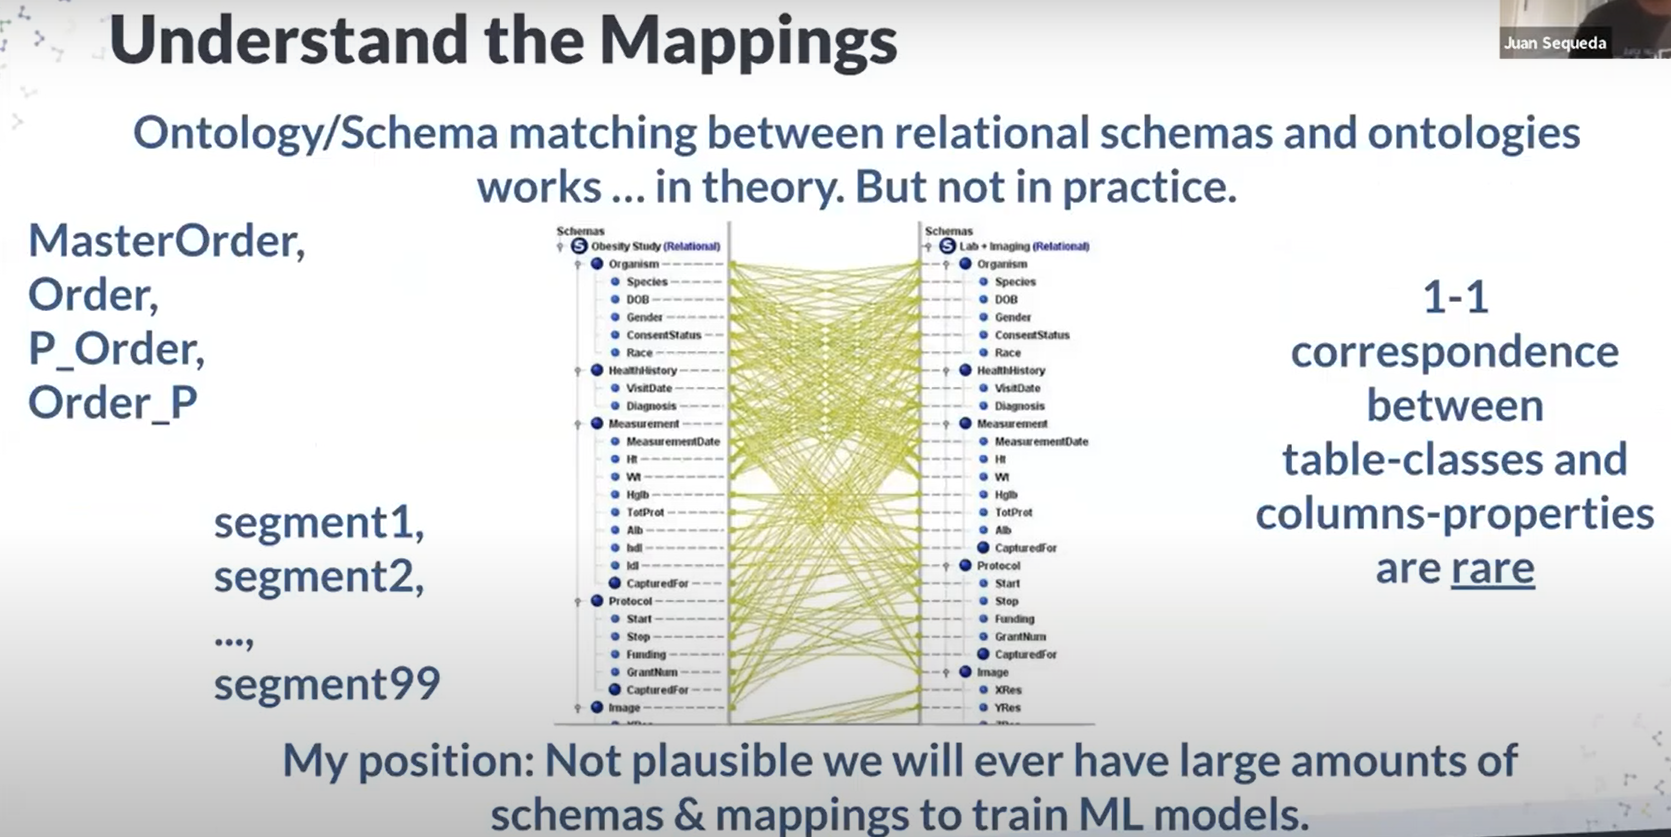 Understand the Mappings
Juan Sequeda
Ontology/Schema matching between relational schemas and ontologies
works ... in theory. But not in practice.
MasterOrder,
Order,
P_Order,
Order_P
segment1,
segment2,
...,
segment99
Schemas
Obesity Study (Relational)
Organism
Species
DOB
Gender
ConsentStatus
Race
HealthHistory
VisitDate
Diagnosis
Measurement
MeasurementDate
Ht
Wt
Hglb
TotProt
Alb
hdl
ldl
CapturedFor
Protocol
Start
Stop
Funding
GrantNum
CapturedFor
Image
Schemas
Lab + Imaging (Relational)
Organism
Species
DOB
Gender
ConsentStatus
Race
HealthHistory
VisitDate
Diagnosis
Measurement
MeasurementDate
Ht
Wt
Hglb
TotProt
Alb
CapturedFor
Protocol
Start
Stop
Funding
GrantNum
CapturedFor
Image
XRes
YRes
1-1
correspondence
between
table-classes and
columns-properties
are rare
My position: Not plausible we will ever have large amounts of
schemas & mappings to train ML models.